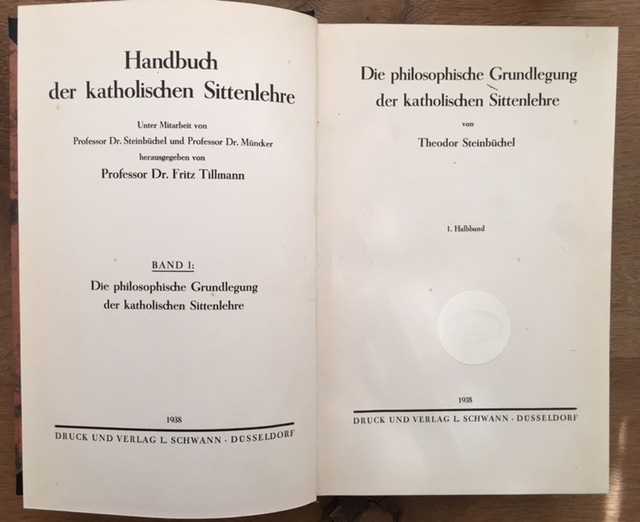 Handbuch
der katholischen Sittenlehre
Unter Mitarbeit von
Professor Dr. Steinbüchel und Professor Dr. Müncker
herausgegeben von
Professor Dr. Fritz Tillmann
BAND I:
Die philosophische Grundlegung
der katholischen Sittenlehre
1938
DRUCK UND VERLAG L. SCHWANN · DÜSSELDORF
Die philosophische Grundlegung
der katholischen Sittenlehre
von
Theodor Steinbüchel
1. Halbband
1938
DRUCK UND VERLAG L. SCHWANN · DÜSSELDORF